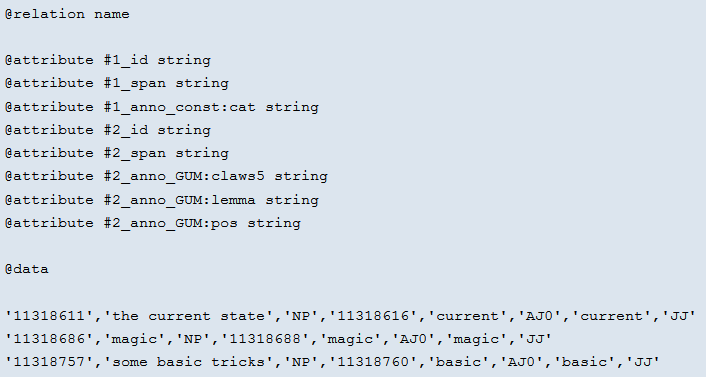 @relation name
@attribute #1_id string
@attribute #1_span string
@attribute #1_anno_const:cat string
@attribute #2_id string
@attribute #2_span string
@attribute #2_anno_GUM:claws5 string
@attribute #2_anno_GUM:lemma string
@attribute #2_anno_GUM:pos string
@data
'11318611','the current state','NP','11318616','current','AJ0','current','JJ'
'11318686','magic','NP','11318688','magic','AJ0','magic','JJ'
'11318757','some basic tricks','NP','11318760','basic','AJ0','basic','JJ'